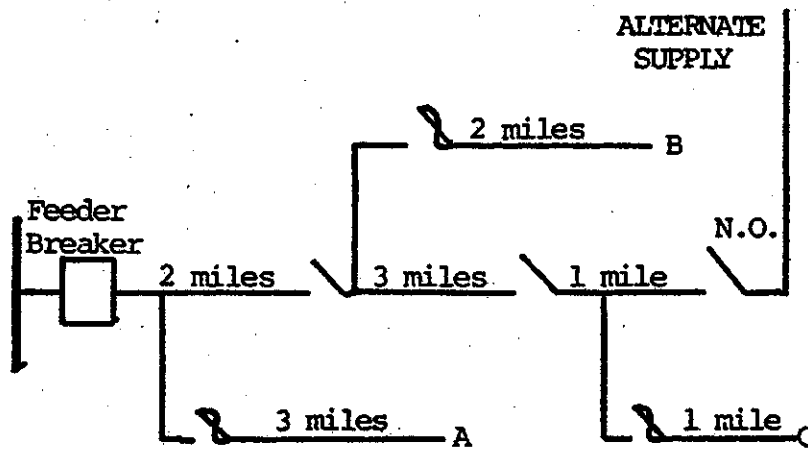 ALTERNATE
SUPPLY
2 miles
B
Feeder
Breaker
N.O.
2 miles
3 miles
1 mile
3 miles
A
1 mile
C